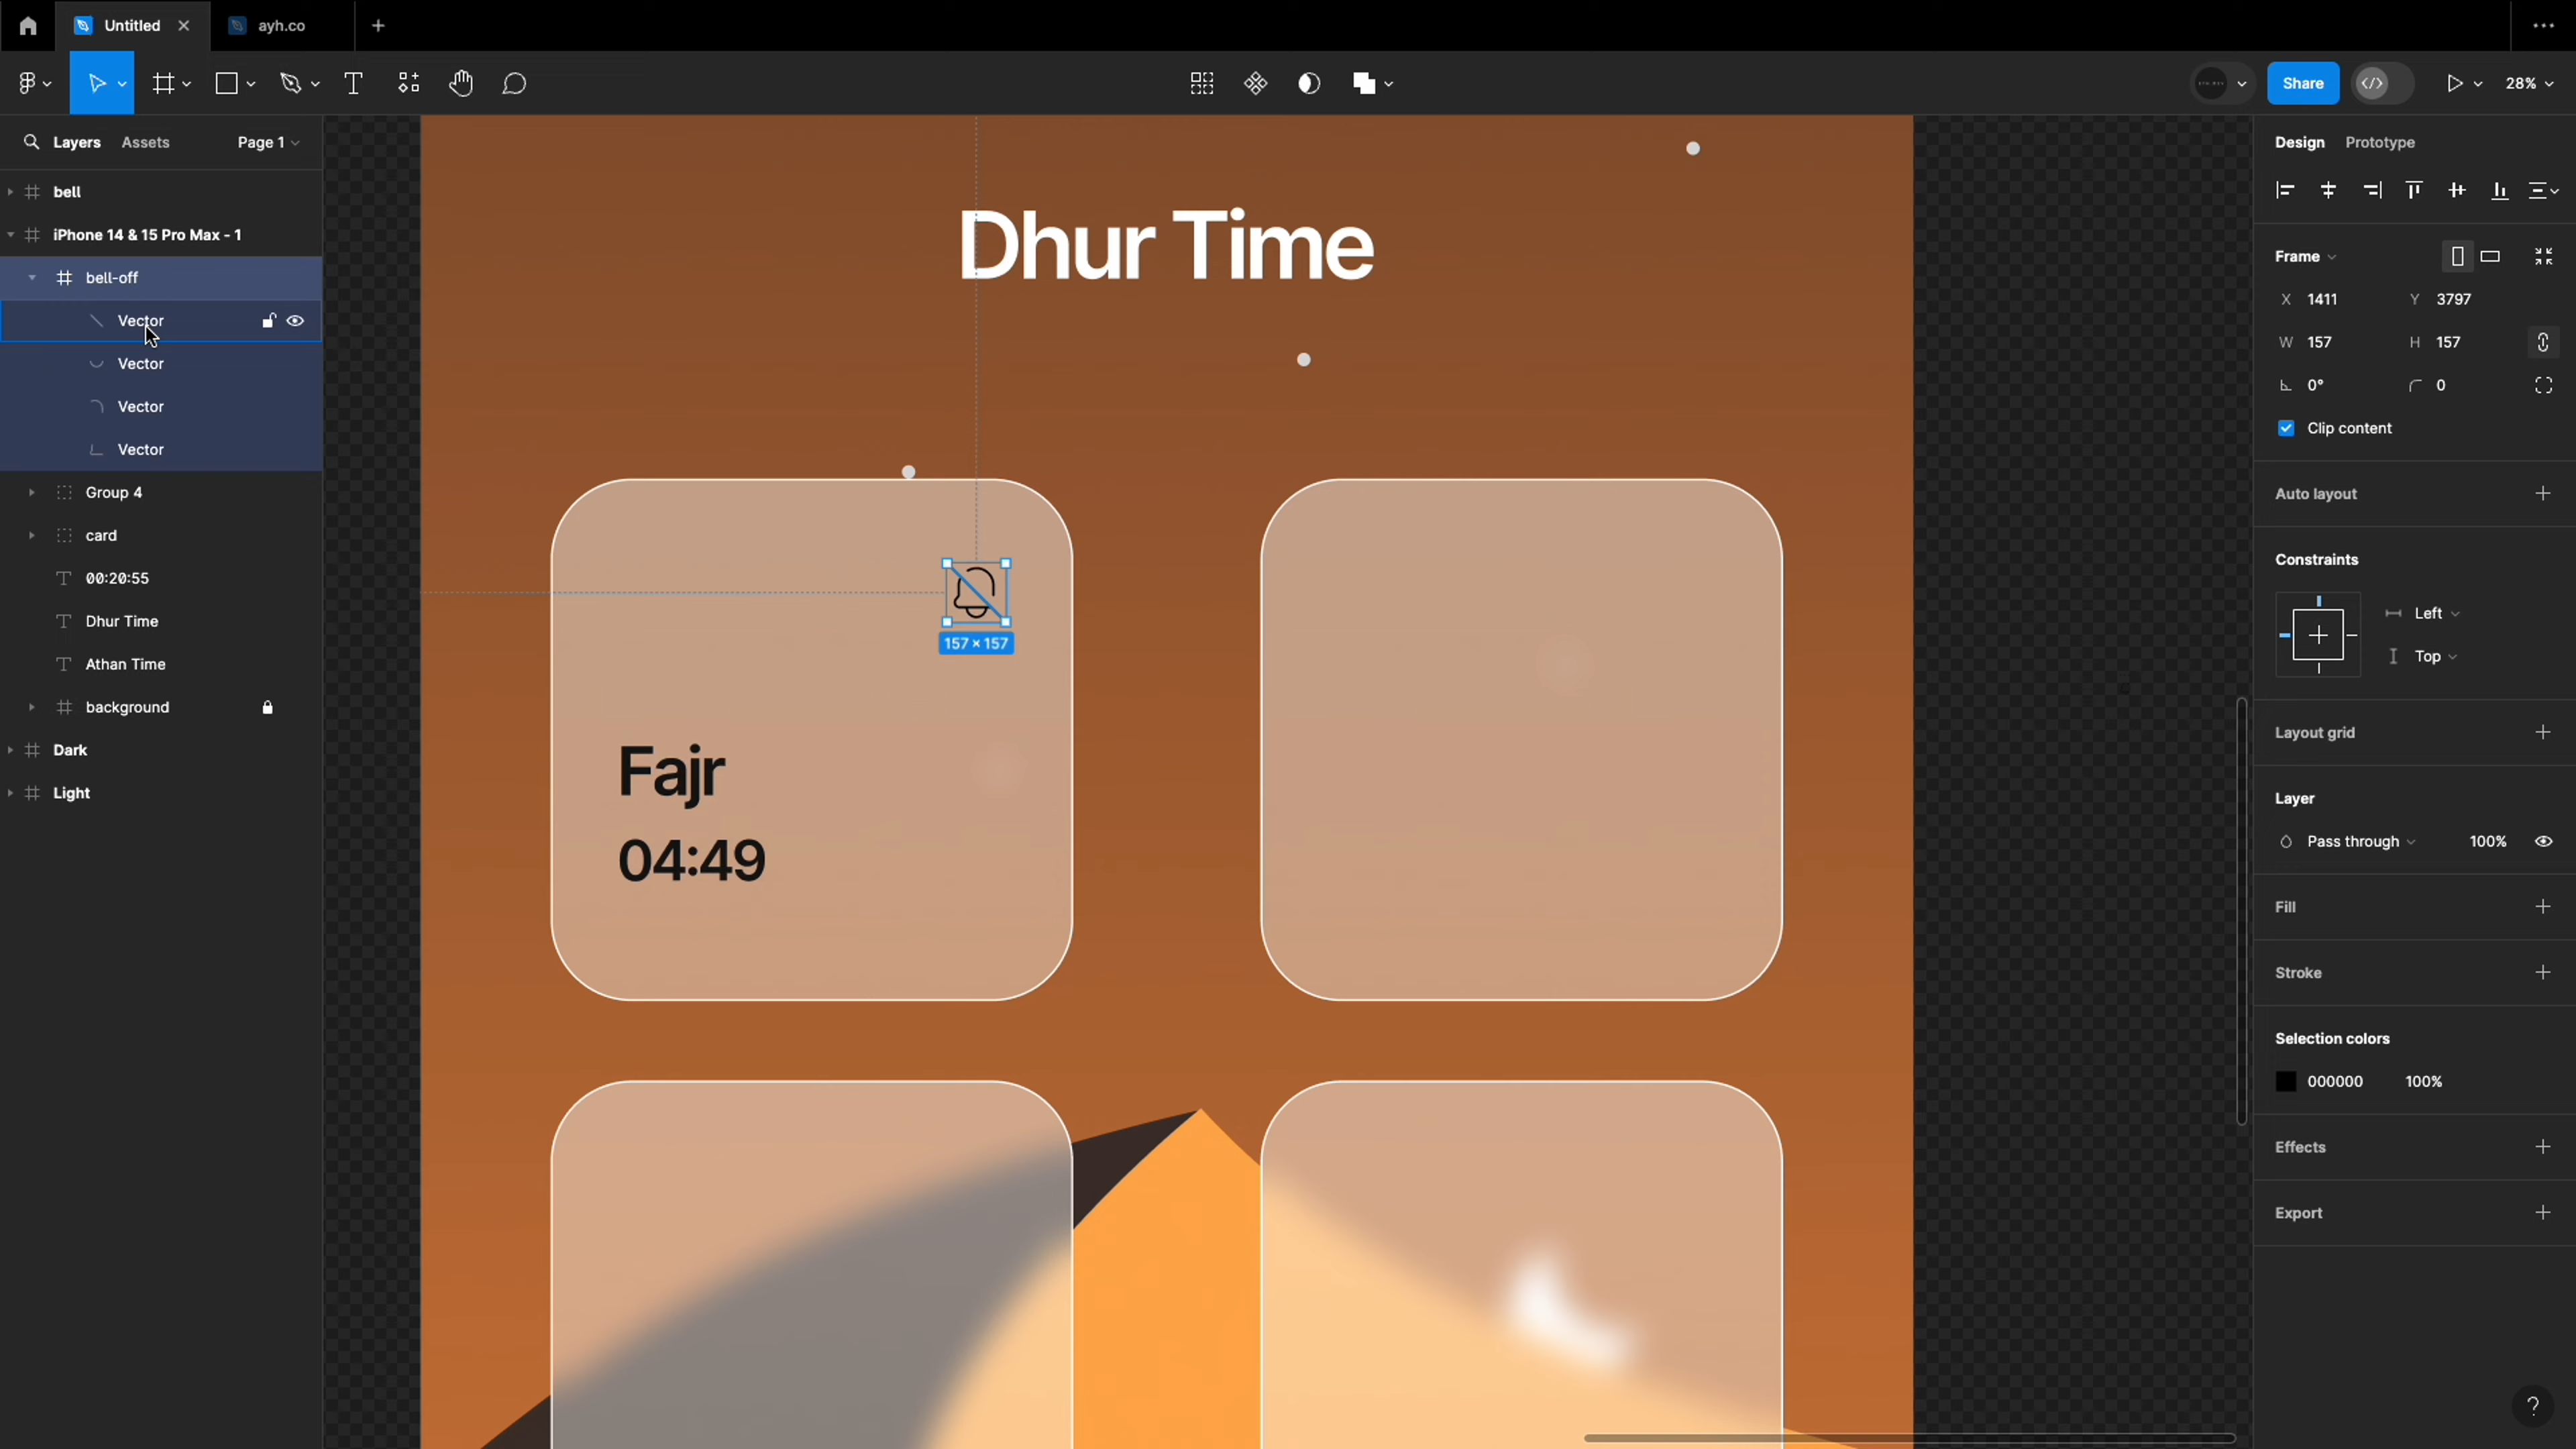 Untitled
ayh.co
Share
28%
Layers
Assets
Page 1
bell
iPhone 14 & 15 Pro Max - 1
bell-off
Vector
Vector
Vector
Vector
Group 4
card
00:20:55
Dhur Time
Athan Time
background
Dark
Light
Dhur Time
157 × 157
Fajr
04:49
Design
Prototype
Frame
X 1411 Y 3797
W 157 H 157
0° 0
Clip content
Auto layout
Constraints
Left
Top
Layout grid
Layer
Pass through 100%
Fill
Stroke
Selection colors
000000 100%
Effects
Export
?